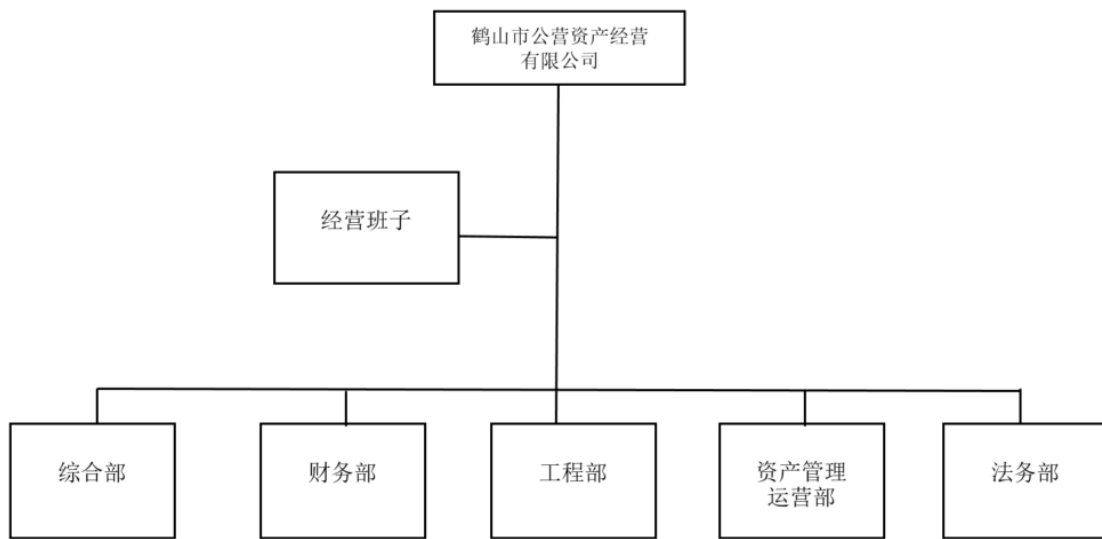 鹤山市公营资产经营
有限公司
经营班子
综合部
财务部
工程部
资产管理
运营部
法务部